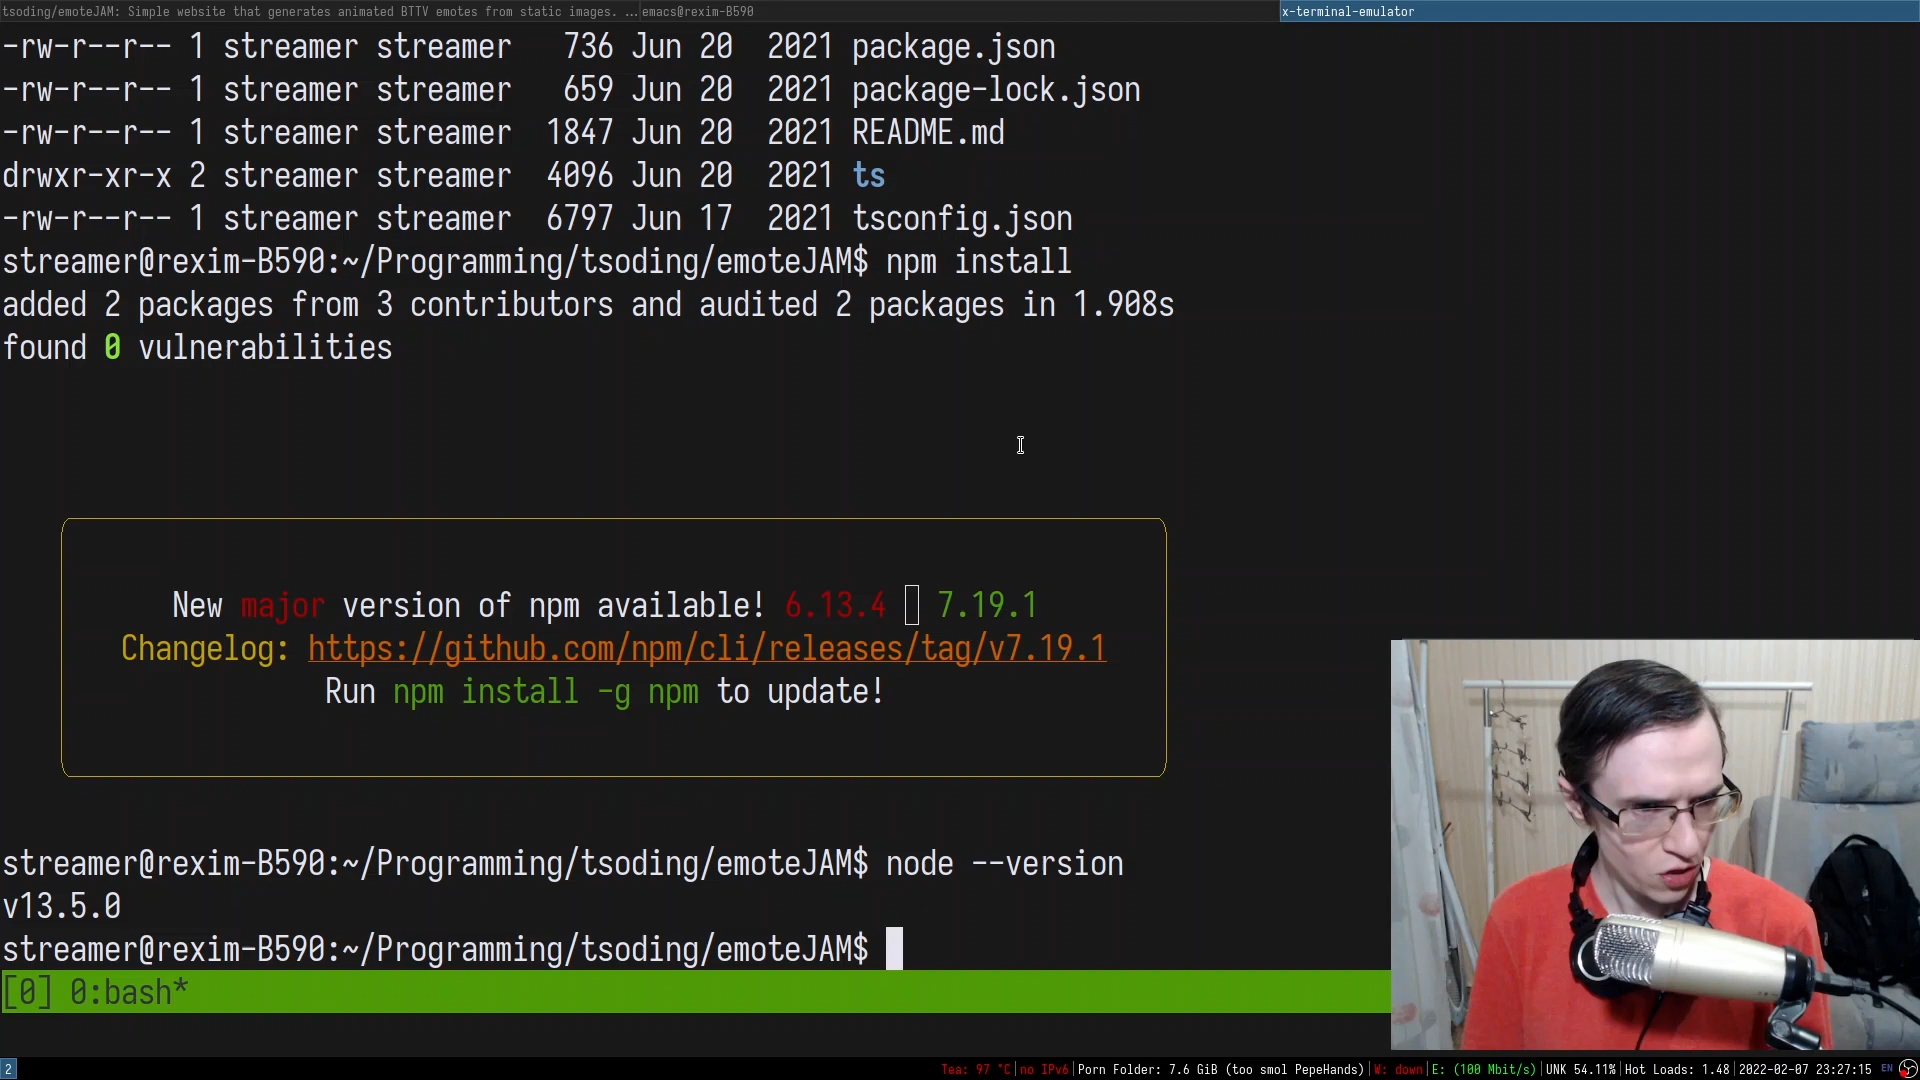 tsoding/emoteJAM: Simple website that generates animated BTTV emotes from static images. ... emacs@rexim-B590 x-terminal-emulator
-rw-r--r-- 1 streamer streamer 736 Jun 20 2021 package.json
-rw-r--r-- 1 streamer streamer 659 Jun 20 2021 package-lock.json
-rw-r--r-- 1 streamer streamer 1847 Jun 20 2021 README.md
drwxr-xr-x 2 streamer streamer 4096 Jun 20 2021 ts
-rw-r--r-- 1 streamer streamer 6797 Jun 17 2021 tsconfig.json
streamer@rexim-B590:~/Programming/tsoding/emoteJAM$ npm install
added 2 packages from 3 contributors and audited 2 packages in 1.908s
found 0 vulnerabilities
New major version of npm available! 6.13.4 ▯ 7.19.1
Changelog: https://github.com/npm/cli/releases/tag/v7.19.1
Run npm install -g npm to update!
streamer@rexim-B590:~/Programming/tsoding/emoteJAM$ node --version
v13.5.0
streamer@rexim-B590:~/Programming/tsoding/emoteJAM$
[0] 0:bash*
2 Tea: 97 °C|no IPv6|Porn Folder: 7.6 GiB (too smol PepeHands)|W: down|E: (100 Mbit/s)|UNK 54.11%|Hot Loads: 1.48|2022-02-07 23:27:15 EN